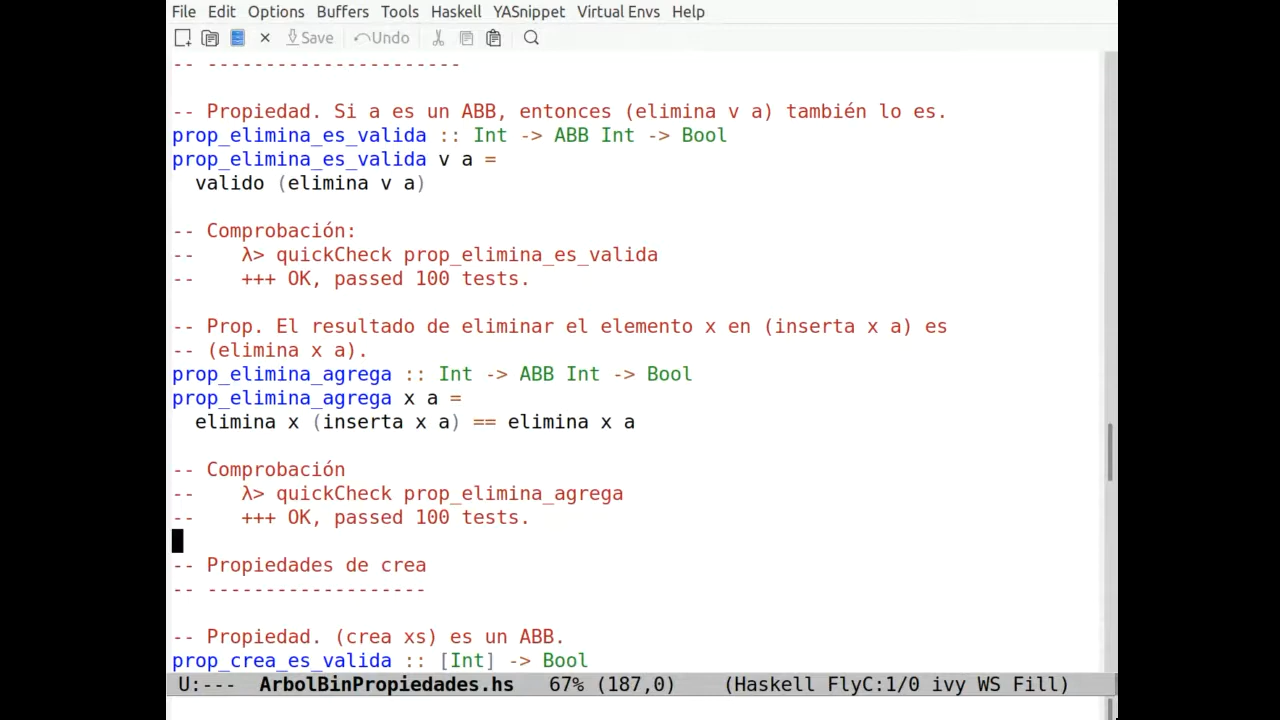 File Edit Options Buffers Tools Haskell YASnippet Virtual Envs Help
Save Undo
-- ----------------------
-- Propiedad. Si a es un ABB, entonces (elimina v a) también lo es.
prop_elimina_es_valida :: Int -> ABB Int -> Bool
prop_elimina_es_valida v a =
  valido (elimina v a)
-- Comprobación:
--    λ> quickCheck prop_elimina_es_valida
--    +++ OK, passed 100 tests.
-- Prop. El resultado de eliminar el elemento x en (inserta x a) es
-- (elimina x a).
prop_elimina_agrega :: Int -> ABB Int -> Bool
prop_elimina_agrega x a =
  elimina x (inserta x a) == elimina x a
-- Comprobación
--    λ> quickCheck prop_elimina_agrega
--    +++ OK, passed 100 tests.
-- Propiedades de crea
-- -------------------
-- Propiedad. (crea xs) es un ABB.
prop_crea_es_valida :: [Int] -> Bool
U:---  ArbolBinPropiedades.hs   67% (187,0)    (Haskell FlyC:1/0 ivy WS Fill)